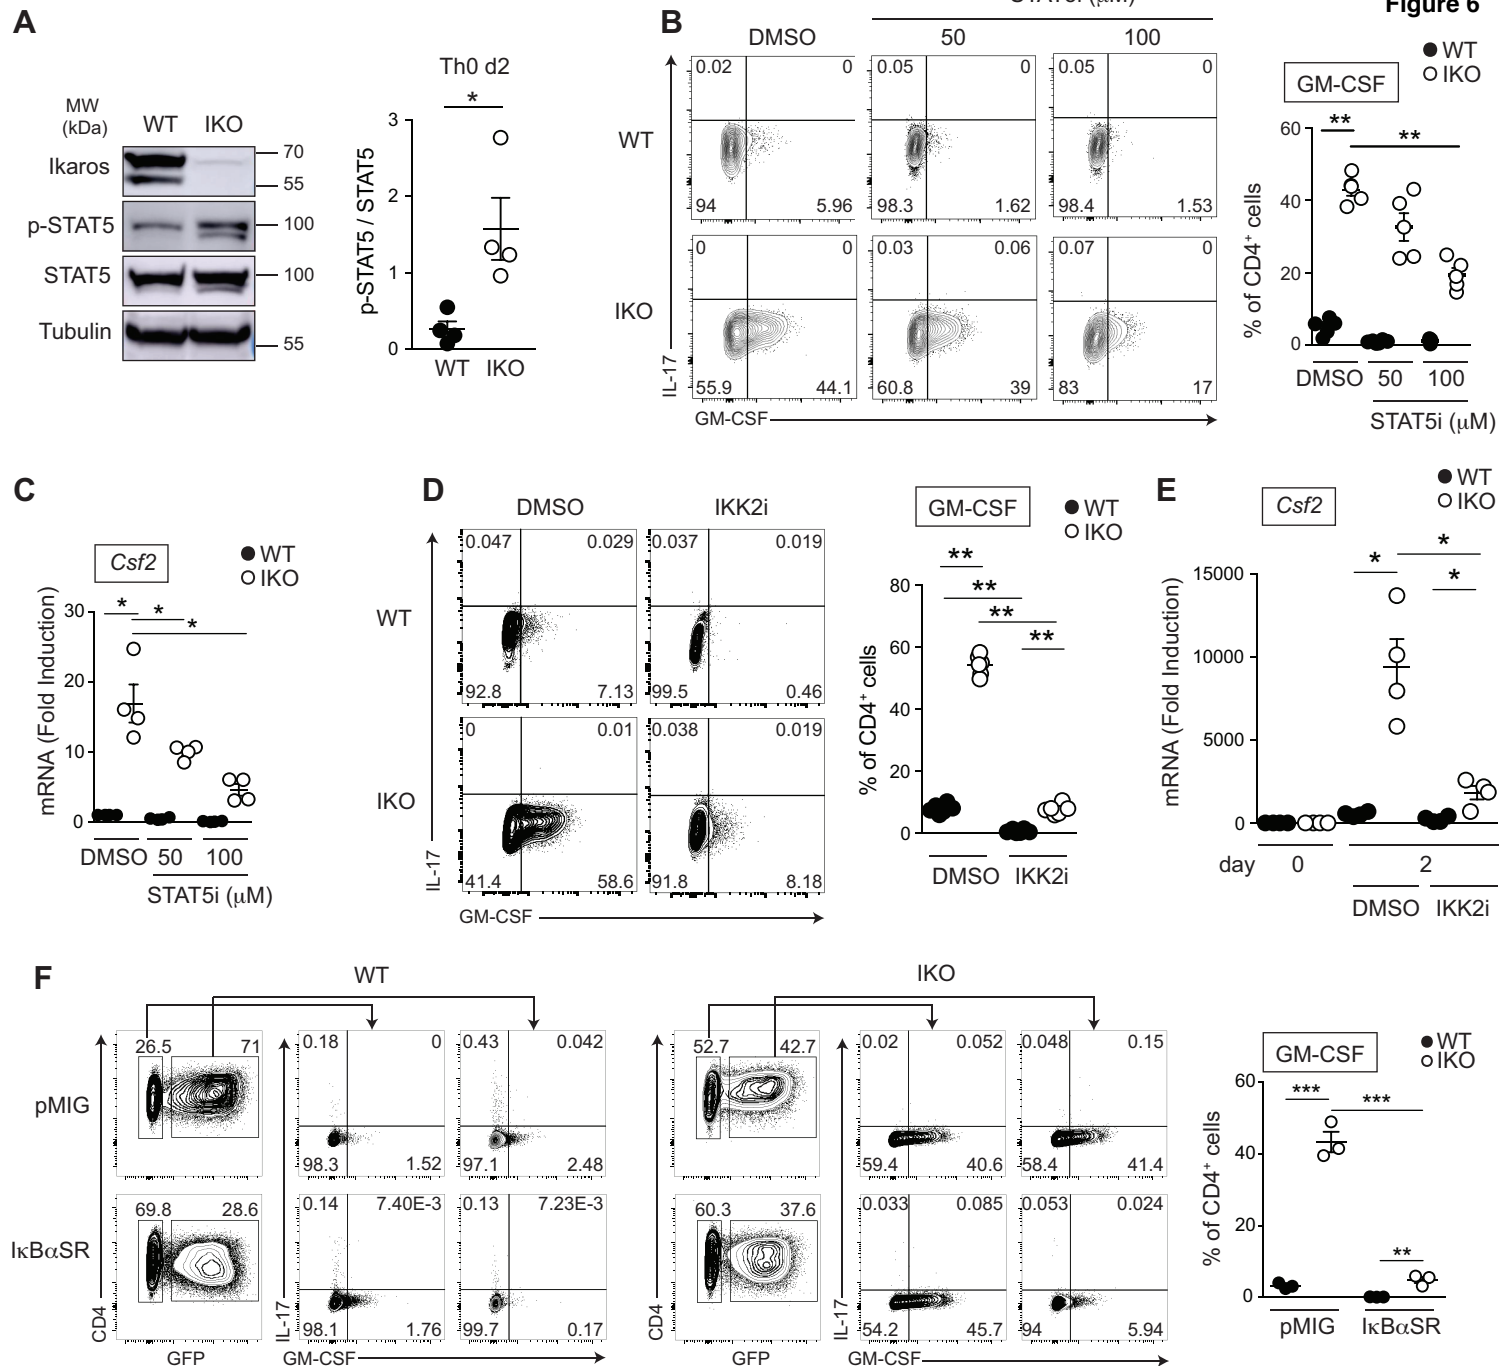 Figure 6
A
MW
(kDa)
WT IKO
Ikaros
70
55
p-STAT5
100
STAT5
100
Tubulin
55
Th0 d2
*
p-STAT5 / STAT5
3
2
1
0
WT IKO
B
STAT5i (μM)
DMSO 50 100
WT
0.02 0
94 5.96
0.05 0
98.3 1.62
0.05 0
98.4 1.53
IKO
0 0
55.9 44.1
0.03 0.06
60.8 39
0.07 0
83 17
IL-17
GM-CSF
WT
IKO
GM-CSF
** **
% of CD4+ cells
60
40
20
0
DMSO 50 100
STAT5i (μM)
C
Csf2
WT
IKO
* * *
mRNA (Fold Induction)
30
20
10
0
DMSO 50 100
STAT5i (μM)
D
DMSO IKK2i
WT
0.047 0.029
92.8 7.13
0.037 0.019
99.5 0.46
IKO
0 0.01
41.4 58.6
0.038 0.019
91.8 8.18
IL-17
GM-CSF
GM-CSF
WT
IKO
**
**
**
**
% of CD4+ cells
80
60
40
20
0
DMSO IKK2i
E
Csf2
WT
IKO
* *
*
mRNA (Fold Induction)
15000
10000
5000
0
day 0 2
DMSO IKK2i
F
WT
pMIG
26.5 71
0.18 0
98.3 1.52
0.43 0.042
97.1 2.48
IκBαSR
69.8 28.6
0.14 7.40E-3
98.1 1.76
0.13 7.23E-3
99.7 0.17
CD4
GFP
IL-17
GM-CSF
IKO
52.7 42.7
0.02 0.052
59.4 40.6
0.048 0.15
58.4 41.4
60.3 37.6
0.033 0.085
54.2 45.7
0.053 0.024
94 5.94
CD4
GFP
IL-17
GM-CSF
GM-CSF
WT
IKO
*** ***
**
% of CD4+ cells
60
40
20
0
pMIG IκBαSR